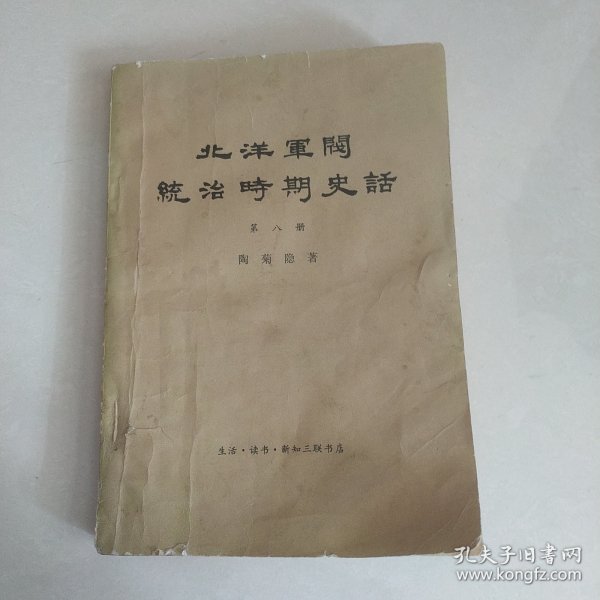 北洋軍閥
統治時期史話
第八册
陶菊隐著
生活·读书·新知三联书店
孔夫子旧书网
www.kongfz.com